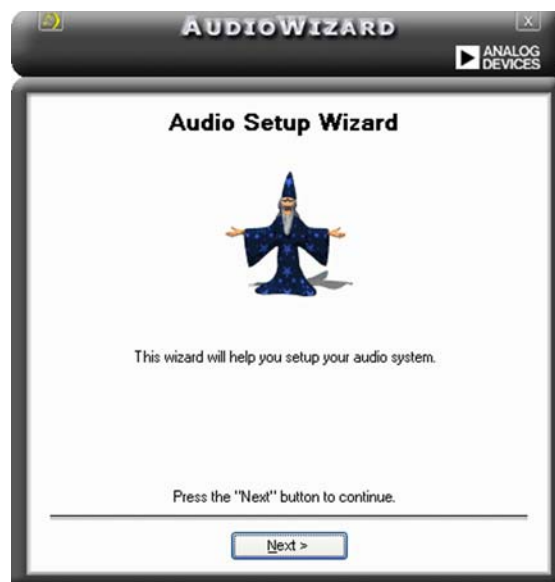 AUDIOWIZARD
X
ANALOG
DEVICES
Audio Setup Wizard
This wizard will help you setup your audio system.
Press the "Next" button to continue.
Next >